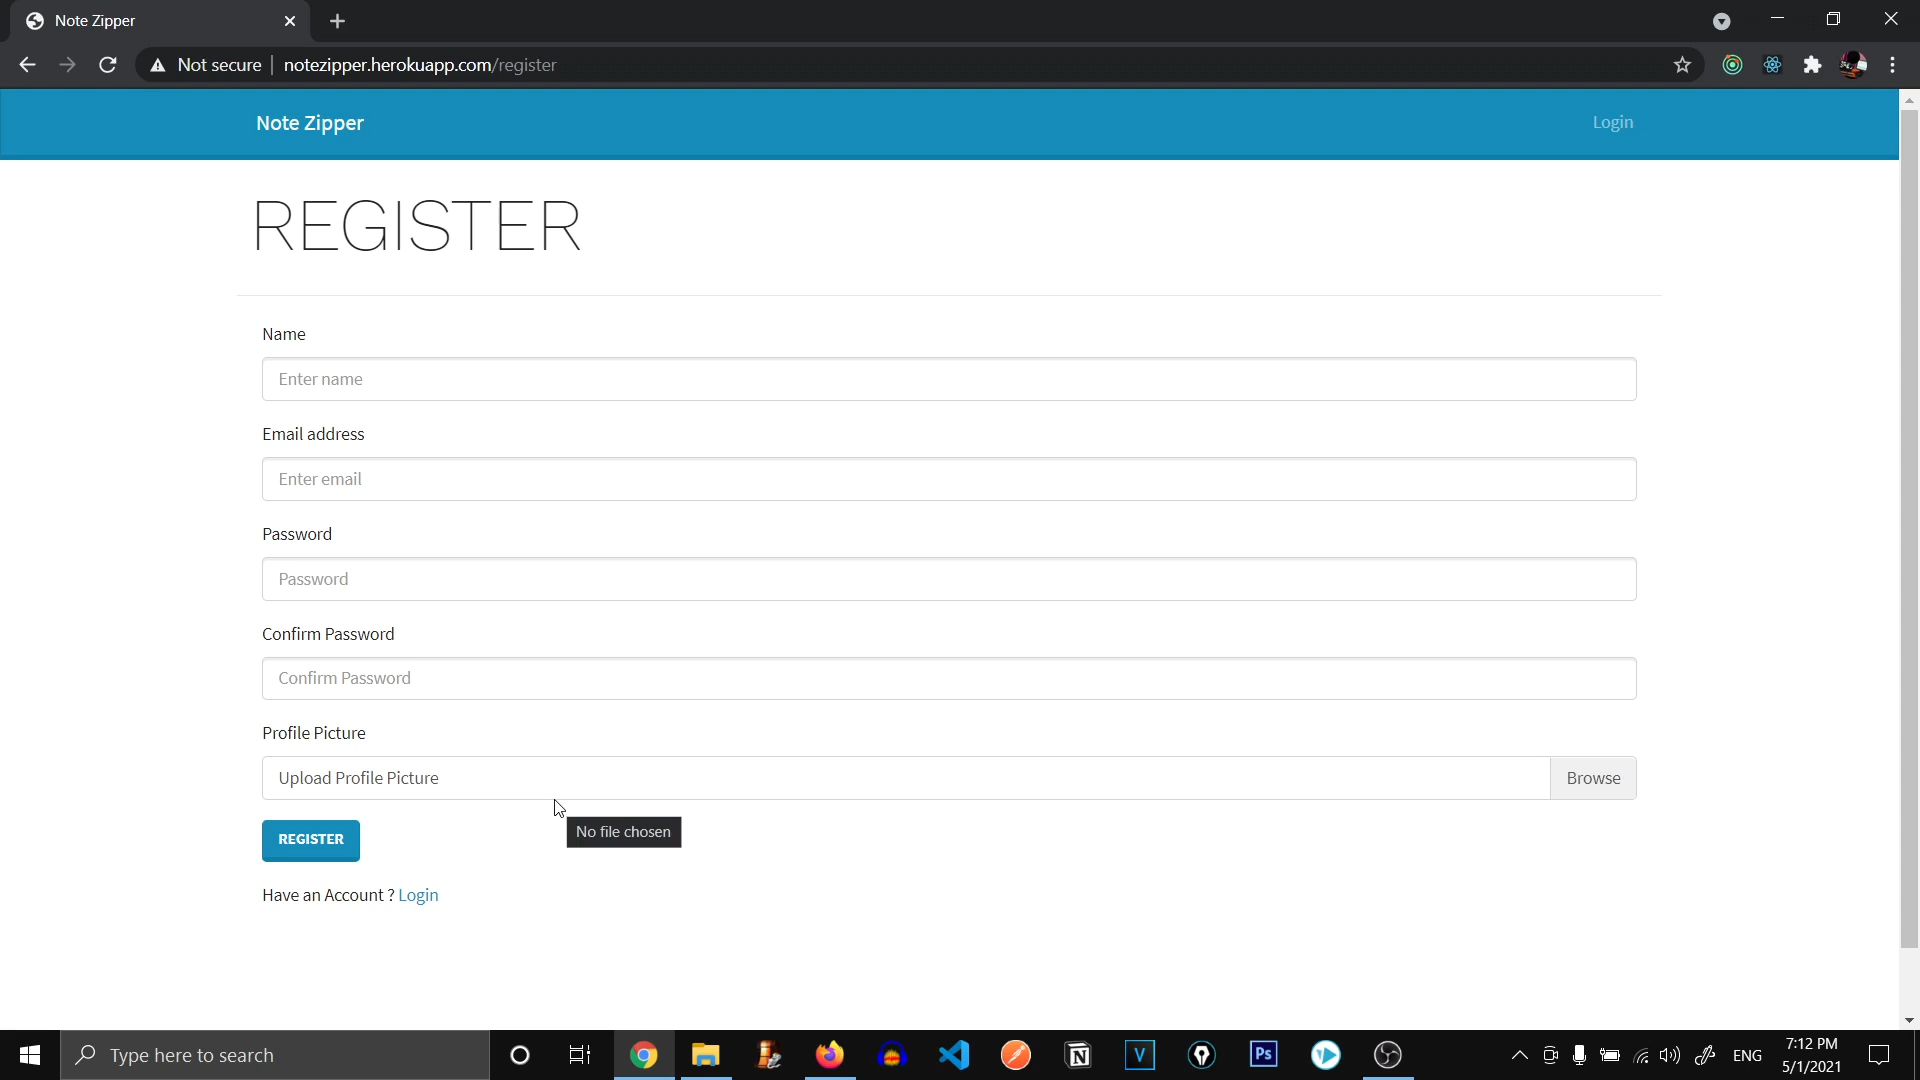 Note Zipper
Not secure
notezipper.herokuapp.com/register
Note Zipper
Login
REGISTER
Name
Enter name
Email address
Enter email
Password
Password
Confirm Password
Confirm Password
Profile Picture
Upload Profile Picture
Browse
No file chosen
REGISTER
Have an Account ? Login
Type here to search
N
V
Ps
ENG
7:12 PM
5/1/2021